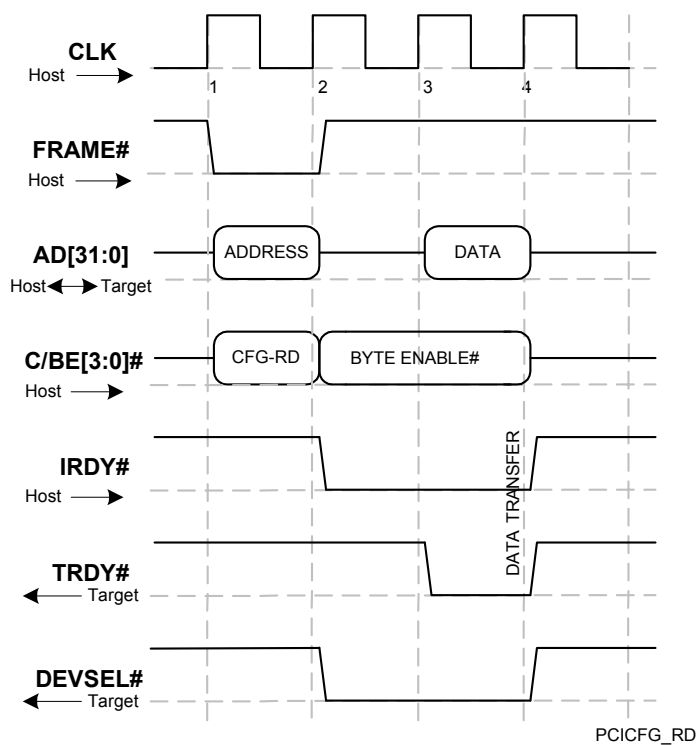 CLK
Host
1 2 3 4
FRAME#
Host
AD[31:0]
ADDRESS DATA
Host Target
C/BE[3:0]#
CFG-RD BYTE ENABLE#
Host
IRDY#
Host
DATA TRANSFER
TRDY#
Target
DEVSEL#
Target
PCICFG_RD